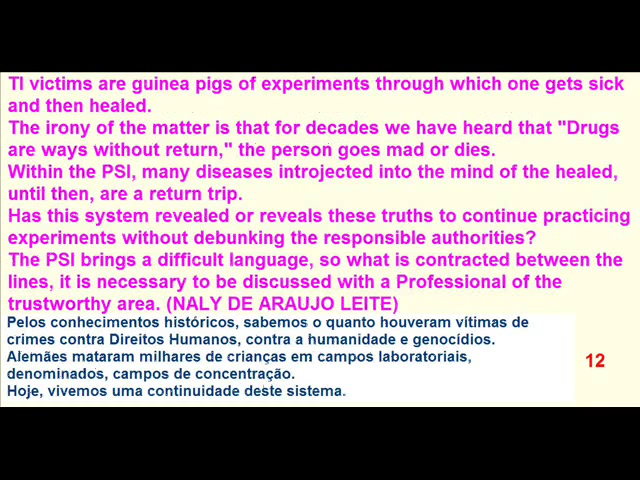 TI victims are guinea pigs of experiments through which one gets sick
and then healed.
The irony of the matter is that for decades we have heard that "Drugs
are ways without return," the person goes mad or dies.
Within the PSI, many diseases introjected into the mind of the healed,
until then, are a return trip.
Has this system revealed or reveals these truths to continue practicing
experiments without debunking the responsible authorities?
The PSI brings a difficult language, so what is contracted between the
lines, it is necessary to be discussed with a Professional of the
trustworthy area. (NALY DE ARAUJO LEITE)
Pelos conhecimentos históricos, sabemos o quanto houveram vítimas de
crimes contra Direitos Humanos, contra a humanidade e genocídios.
Alemães mataram milhares de crianças em campos laboratoriais,
denominados, campos de concentração.
Hoje, vivemos uma continuidade deste sistema.
12